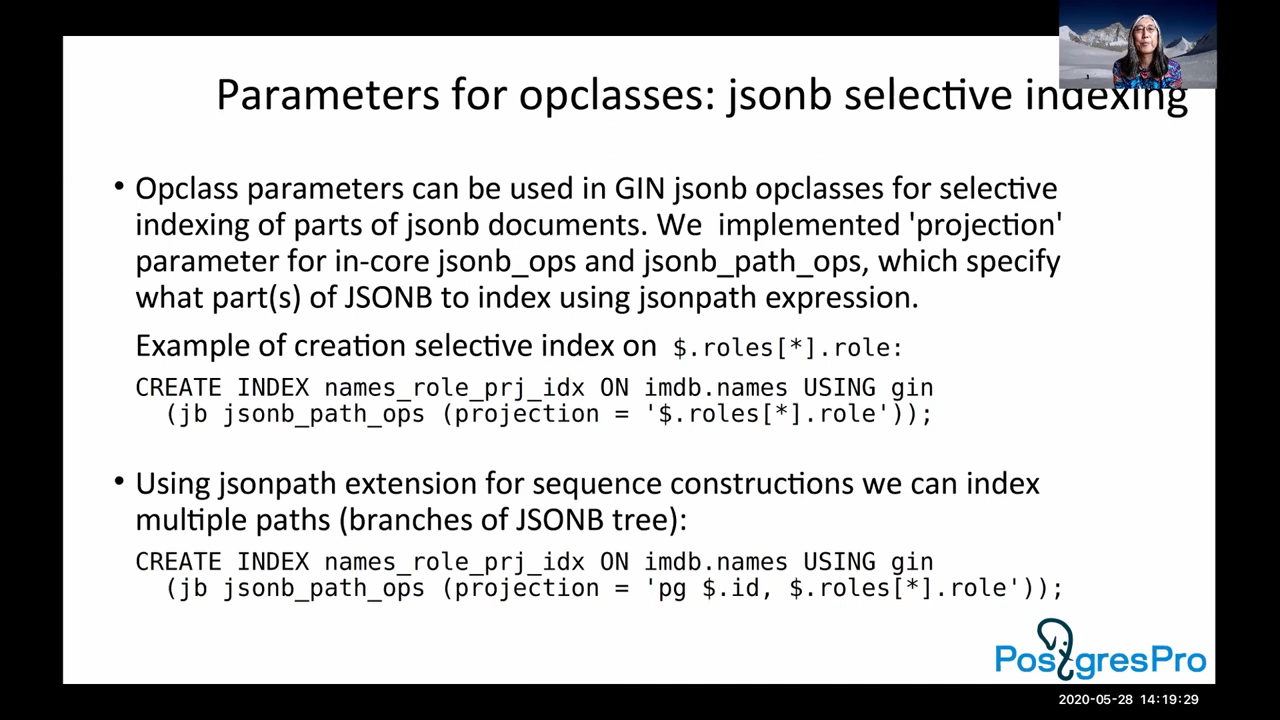 Parameters for opclasses: jsonb selective indexing
• Opclass parameters can be used in GIN jsonb opclasses for selective
indexing of parts of jsonb documents. We  implemented 'projection'
parameter for in-core jsonb_ops and jsonb_path_ops, which specify
what part(s) of JSONB to index using jsonpath expression.
Example of creation selective index on  $.roles[*].role:
CREATE INDEX names_role_prj_idx ON imdb.names USING gin
  (jb jsonb_path_ops (projection = '$.roles[*].role'));
• Using jsonpath extension for sequence constructions we can index
multiple paths (branches of JSONB tree):
CREATE INDEX names_role_prj_idx ON imdb.names USING gin
  (jb jsonb_path_ops (projection = 'pg $.id, $.roles[*].role'));
PostgresPro
2020-05-28 14:19:29